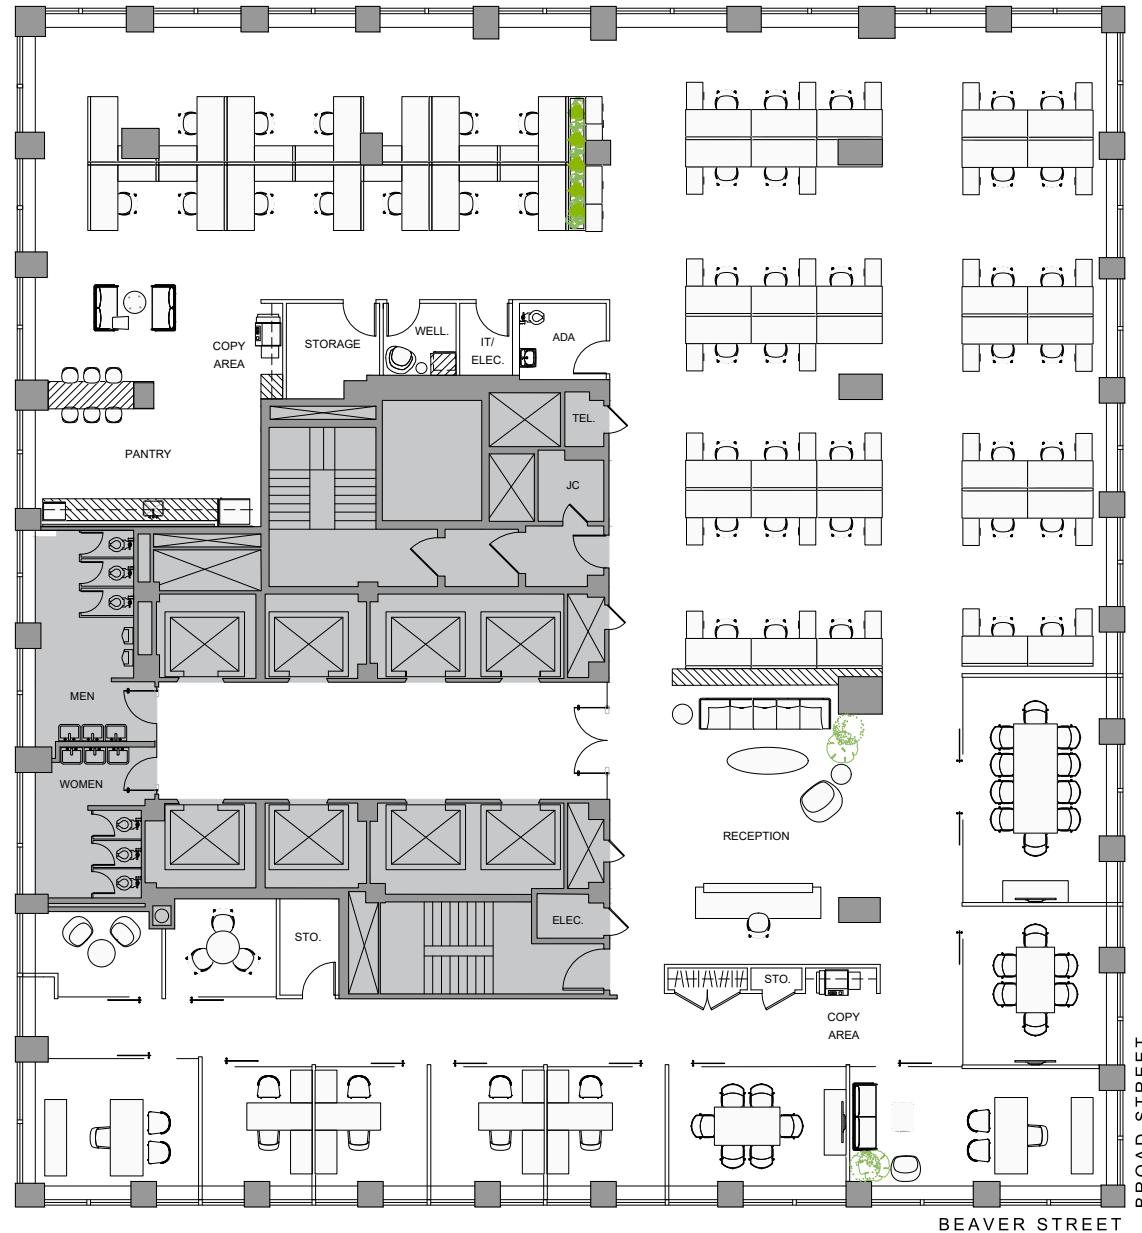 STORAGE
WELL.
IT/
ELEC.
ADA
COPY
AREA
TEL.
PANTRY
JC
MEN
WOMEN
RECEPTION
STO.
ELEC.
STO.
COPY
AREA
BROAD STREET
BEAVER STREET